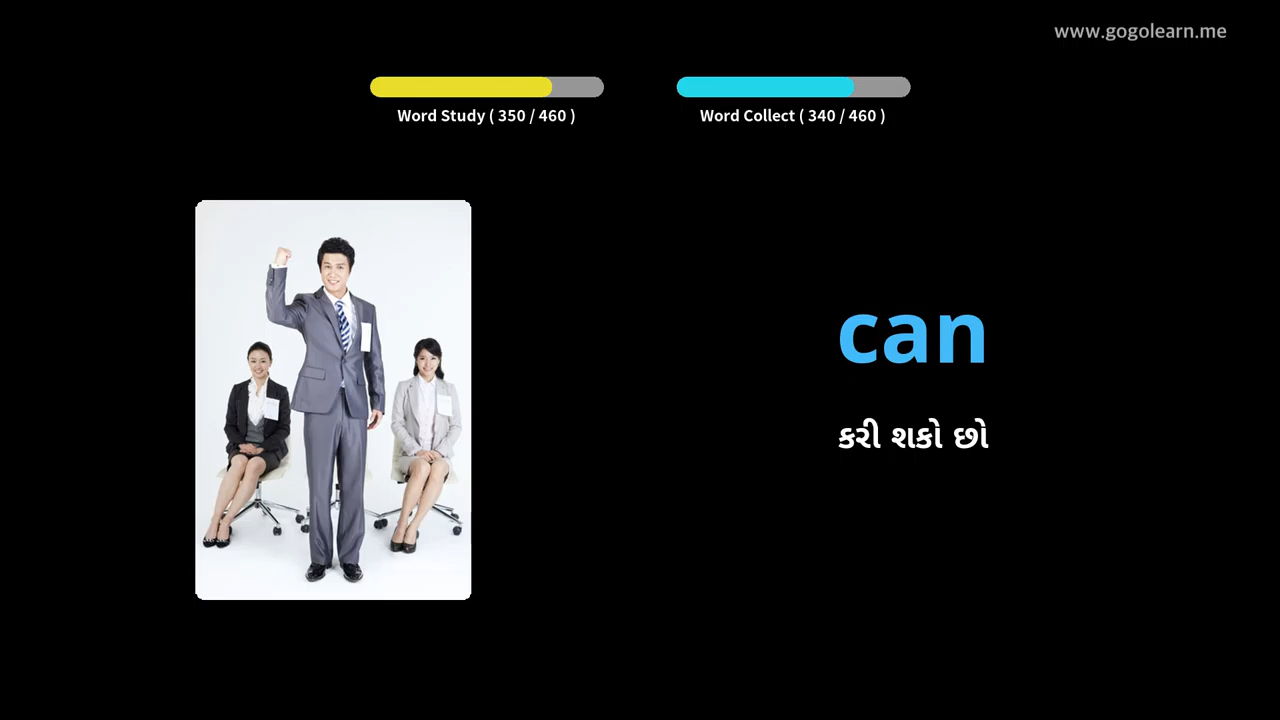 www.gogolearn.me
Word Study ( 350 / 460 )
Word Collect ( 340 / 460 )
can
કરી શકો છો